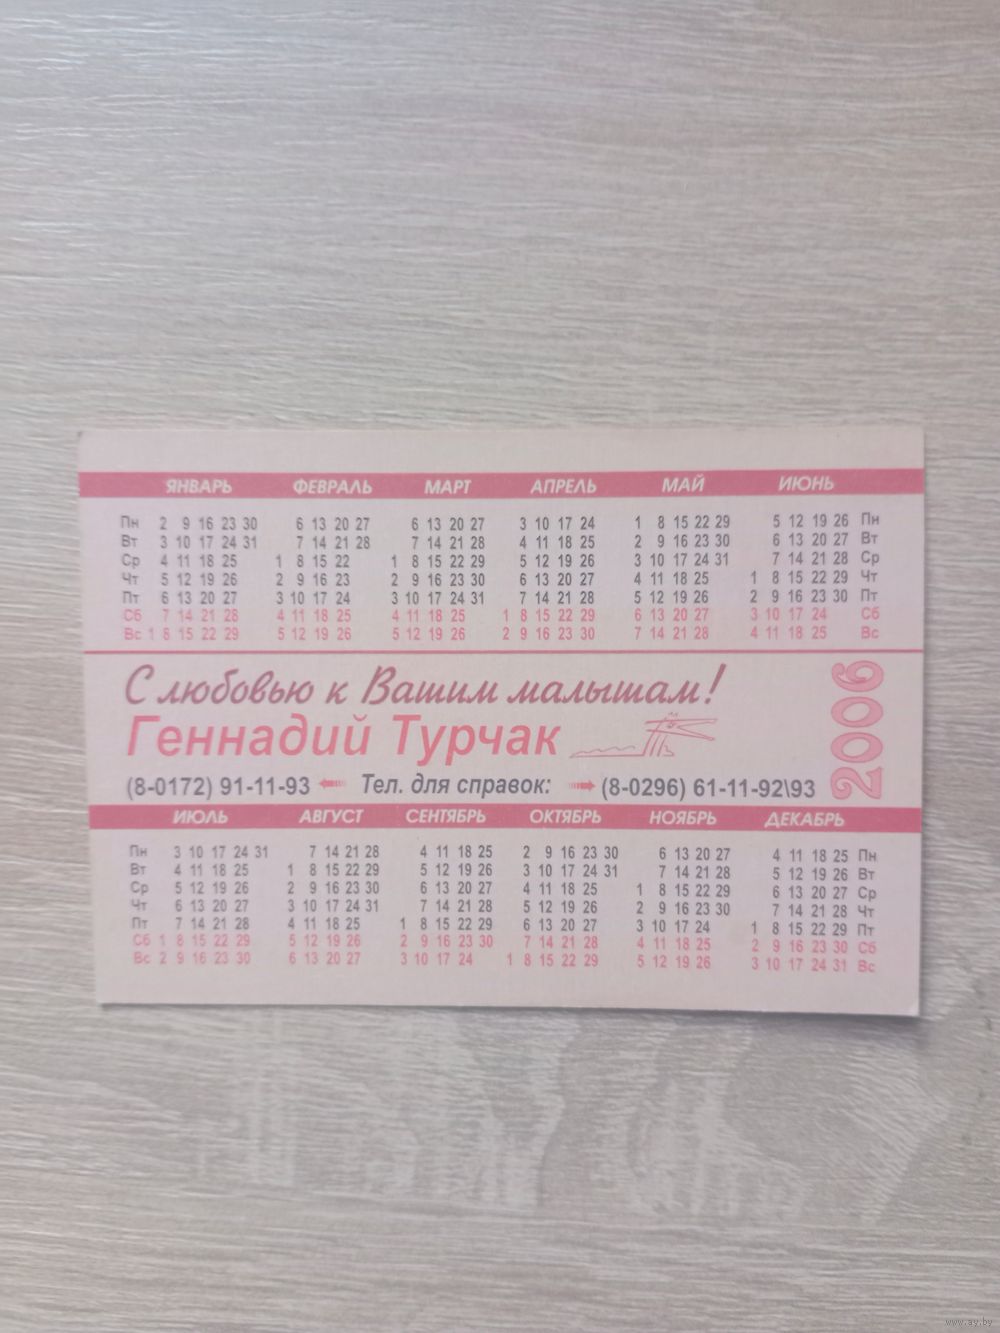 ЯНВАРЬ ФЕВРАЛЬ МАРТ АПРЕЛЬ МАЙ ИЮНЬ
Пн 2 9 16 23 30 6 13 20 27 6 13 20 27 3 10 17 24 1 8 15 22 29 5 12 19 26 Пн
Вт 3 10 17 24 31 7 14 21 28 7 14 21 28 4 11 18 25 2 9 16 23 30 6 13 20 27 Вт
Ср 4 11 18 25 1 8 15 22 1 8 15 22 29 5 12 19 26 3 10 17 24 31 7 14 21 28 Ср
Чт 5 12 19 26 2 9 16 23 2 9 16 23 30 6 13 20 27 4 11 18 25 1 8 15 22 29 Чт
Пт 6 13 20 27 3 10 17 24 3 10 17 24 31 7 14 21 28 5 12 19 26 2 9 16 23 30 Пт
Сб 7 14 21 28 4 11 18 25 4 11 18 25 1 8 15 22 29 6 13 20 27 3 10 17 24 Сб
Вс 1 8 15 22 29 5 12 19 26 5 12 19 26 2 9 16 23 30 7 14 21 28 4 11 18 25 Вс
С любовью к Вашим малышам!
Геннадий Турчак
2006
(8-0172) 91-11-93 Тел. для справок: (8-0296) 61-11-92\93
ИЮЛЬ АВГУСТ СЕНТЯБРЬ ОКТЯБРЬ НОЯБРЬ ДЕКАБРЬ
Пн 3 10 17 24 31 7 14 21 28 4 11 18 25 2 9 16 23 30 6 13 20 27 4 11 18 25 Пн
Вт 4 11 18 25 1 8 15 22 29 5 12 19 26 3 10 17 24 31 7 14 21 28 5 12 19 26 Вт
Ср 5 12 19 26 2 9 16 23 30 6 13 20 27 4 11 18 25 1 8 15 22 29 6 13 20 27 Ср
Чт 6 13 20 27 3 10 17 24 31 7 14 21 28 5 12 19 26 2 9 16 23 30 7 14 21 28 Чт
Пт 7 14 21 28 4 11 18 25 1 8 15 22 29 6 13 20 27 3 10 17 24 1 8 15 22 29 Пт
Сб 1 8 15 22 29 5 12 19 26 2 9 16 23 30 7 14 21 28 4 11 18 25 2 9 16 23 30 Сб
Вс 2 9 16 23 30 6 13 20 27 3 10 17 24 1 8 15 22 29 5 12 19 26 3 10 17 24 31 Вс
www.ay.by